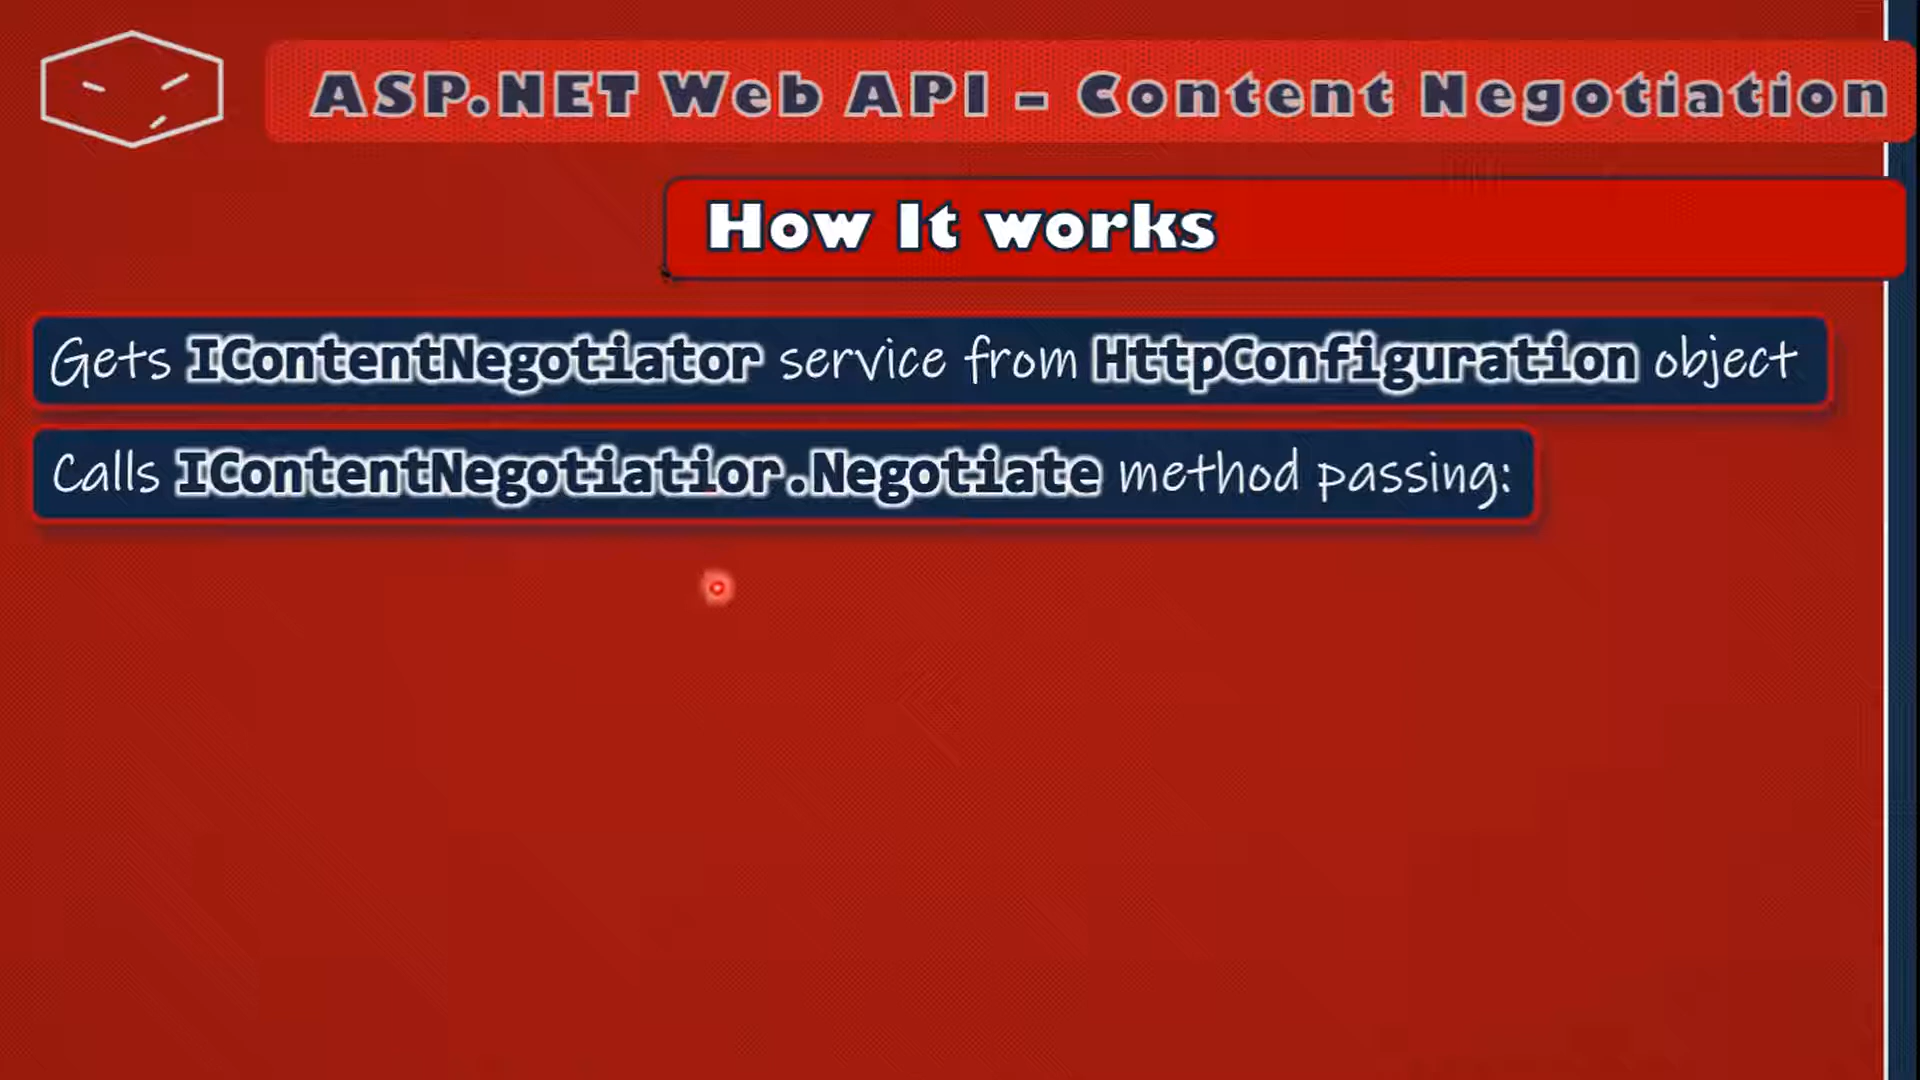 ASP.NET Web API – Content Negotiation
How It works
Gets IContentNegotiator service from HttpConfiguration object
Calls IContentNegotiatior.Negotiate method passing: